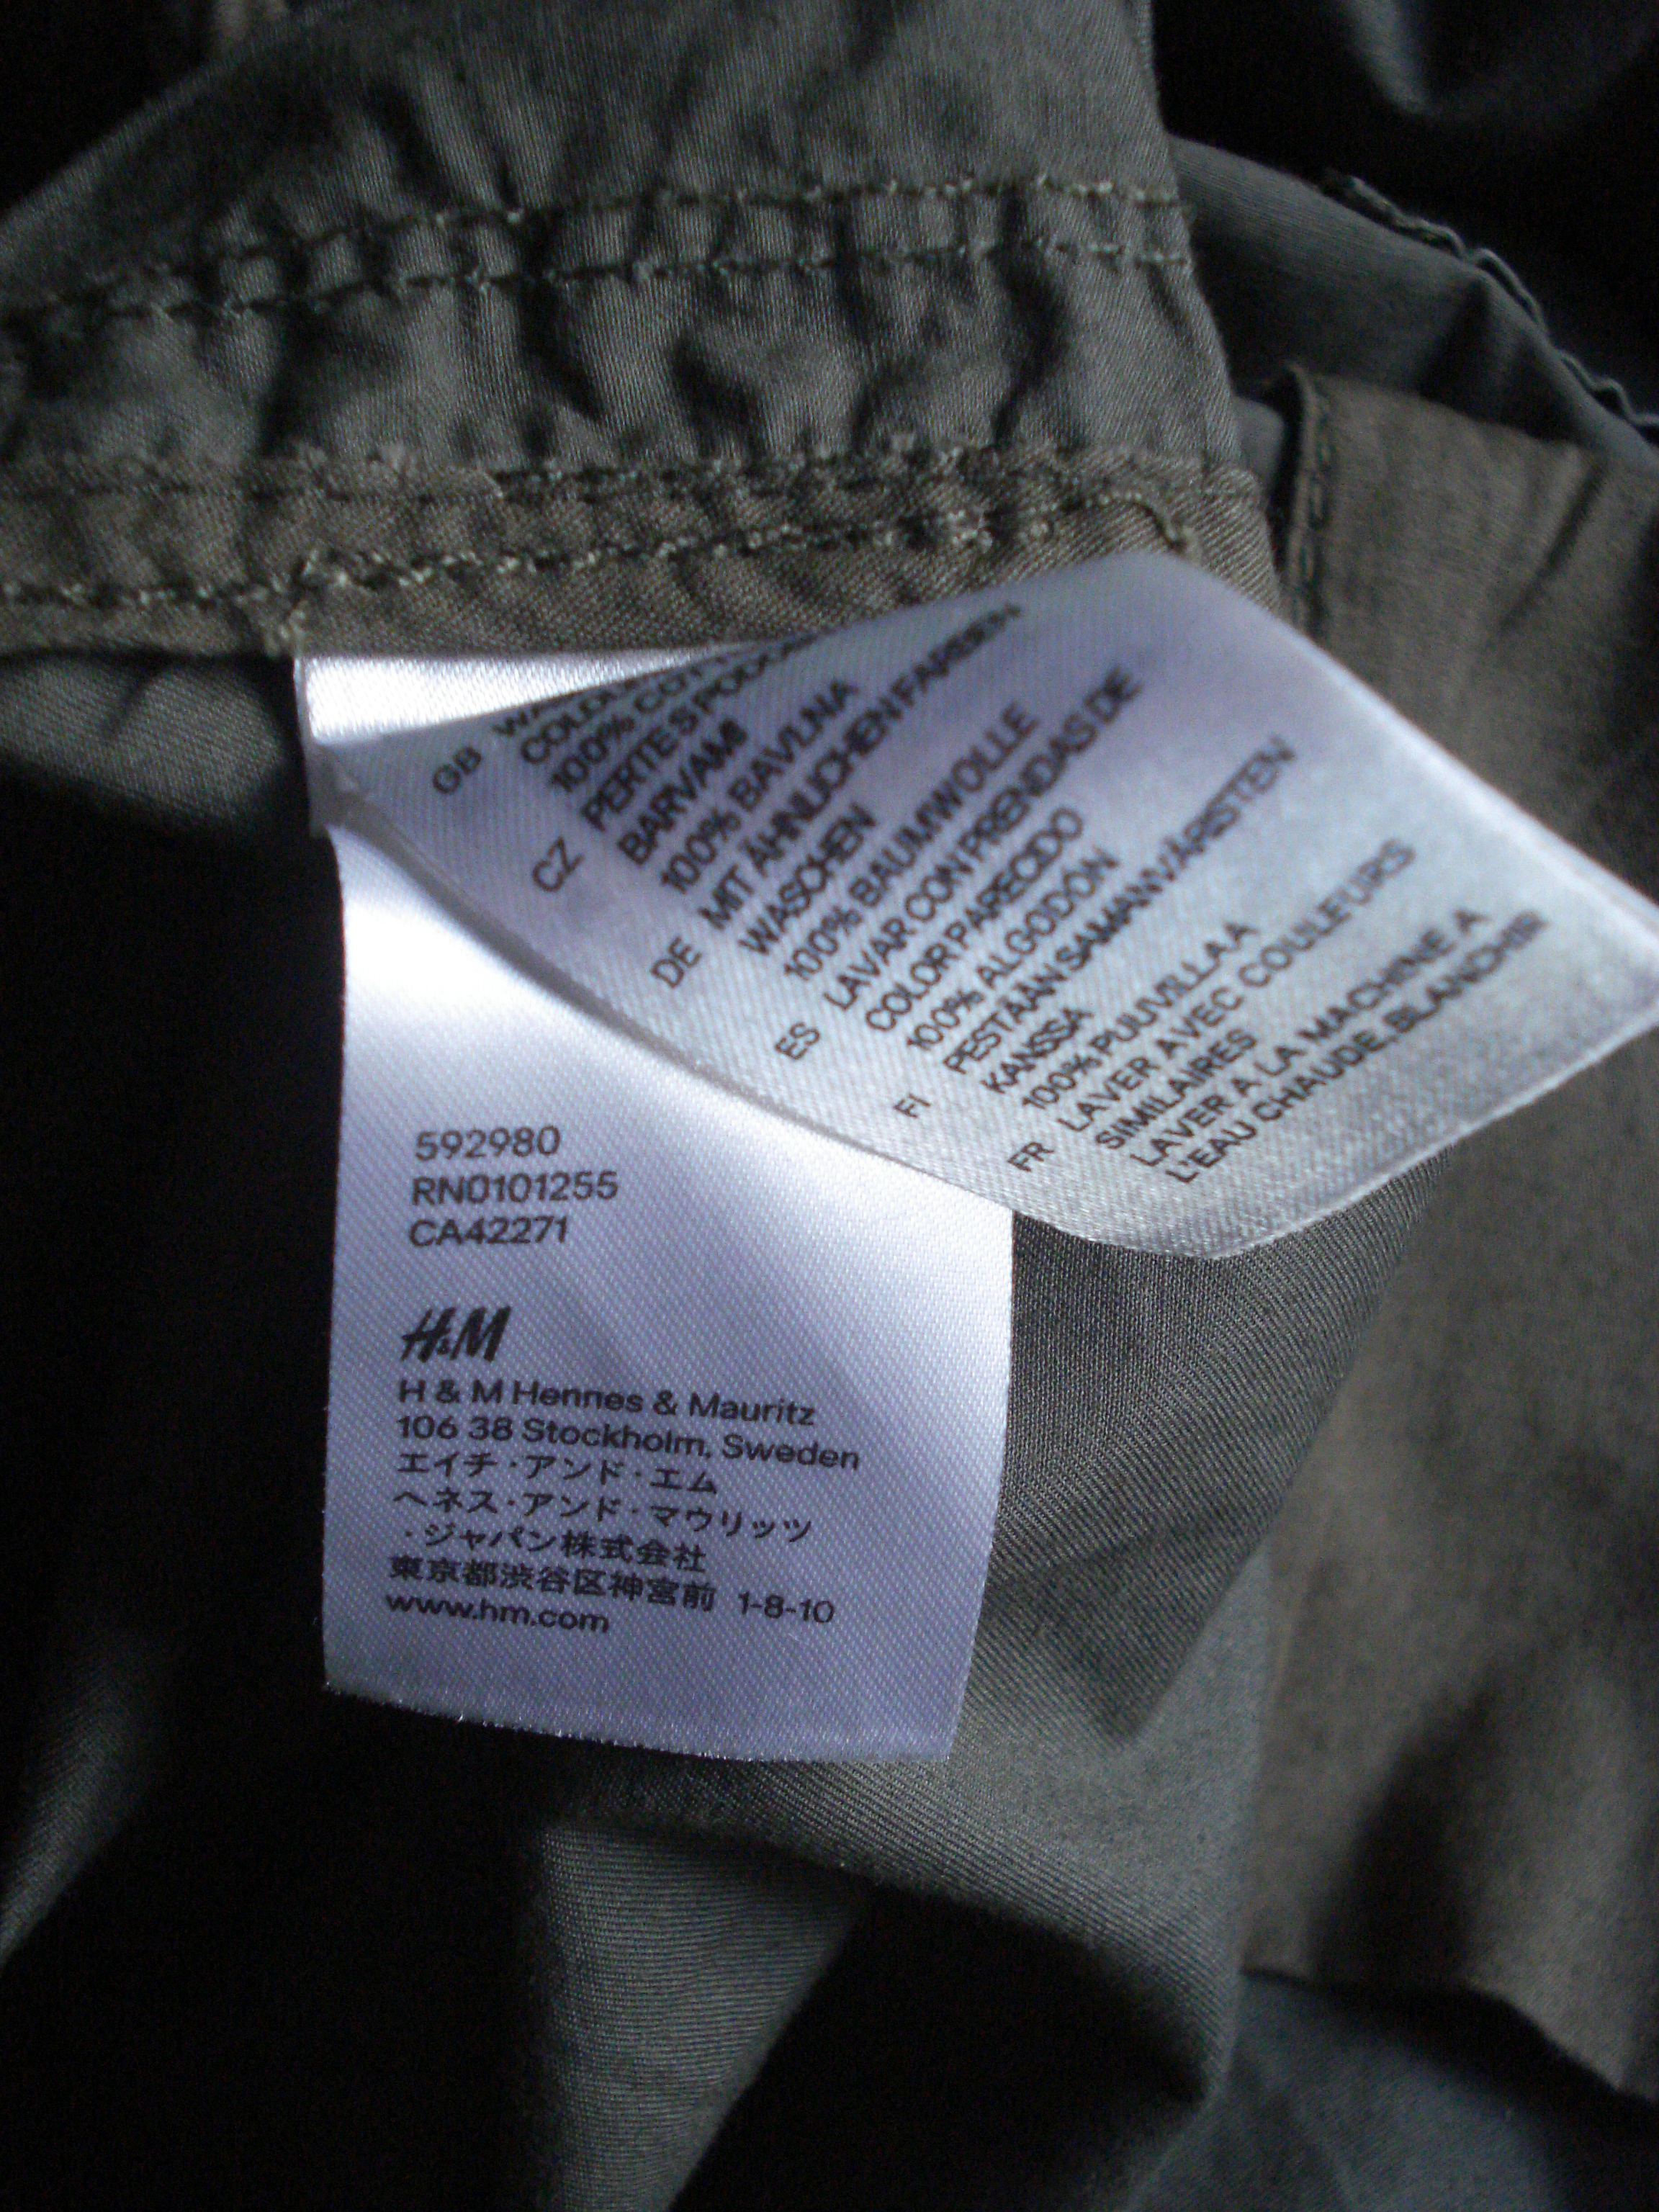 GB
100%
CZ PERTE S POD
BARVAMI
100% BAVLNA
DE MIT ÄHNLICHEN FARBEN
WASCHEN
100% BAUMWOLLE
ES LAVAR CON PRENDAS DE
COLOR PARECIDO
100% ALGODÓN
FI PESTÄÄN SAMANVÄRISTEN
KANSSA
100% PUUVILLAA
FR LAVER AVEC COULEURS
SIMILAIRES
LAVER A LA MACHINE A
L'EAU CHAUDE. BLANCHIR
592980
RN0101255
CA42271
H&M
H & M Hennes & Mauritz
106 38 Stockholm, Sweden
エイチ・アンド・エム
ヘネス・アンド・マウリッツ
・ジャパン株式会社
東京都渋谷区神宮前 1-8-10
www.hm.com